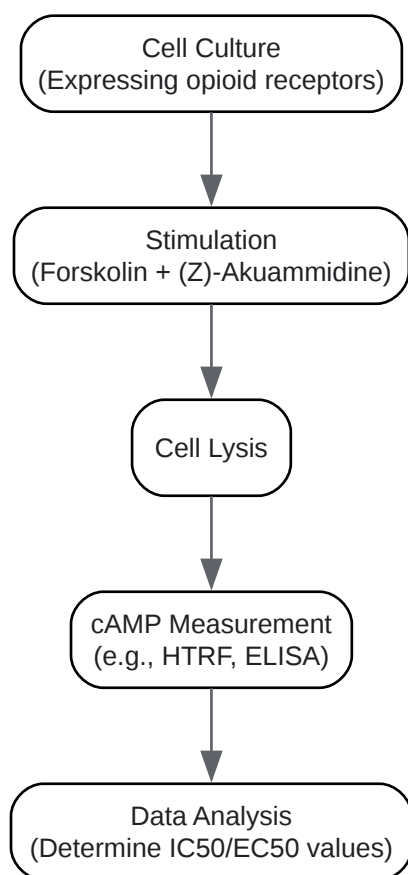 Cell Culture
(Expressing opioid receptors)
Stimulation
(Forskolin + (Z)-Akuammidine)
Cell Lysis
cAMP Measurement
(e.g., HTRF, ELISA)
Data Analysis
(Determine IC50/EC50 values)